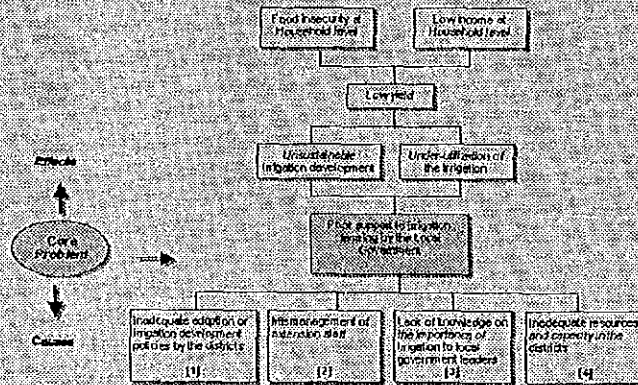 Food insecurity at
Household level
Low income at
Household level
Low yield
Unsustainable
irrigation development
Under-utilization of
the irrigation
Effects
Poor support to irrigation
farming by the Local
Government
Core
Problem
Causes
Inadequate adoption or
irrigation development
policies by the districts
[1]
Mismanagement of
extension staff
[2]
Lack of knowledge on
the importance of
irrigation to local
government leaders
[3]
Inadequate resources
and capacity in the
districts
[4]